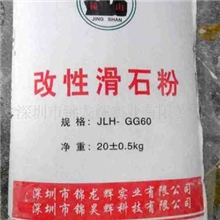 JING SHAN
改性滑石粉
规格：JLH- GG60
净重：20±0.5kg
深圳市锦龙辉实业有限公司
深圳市锦昊辉科技有限公司